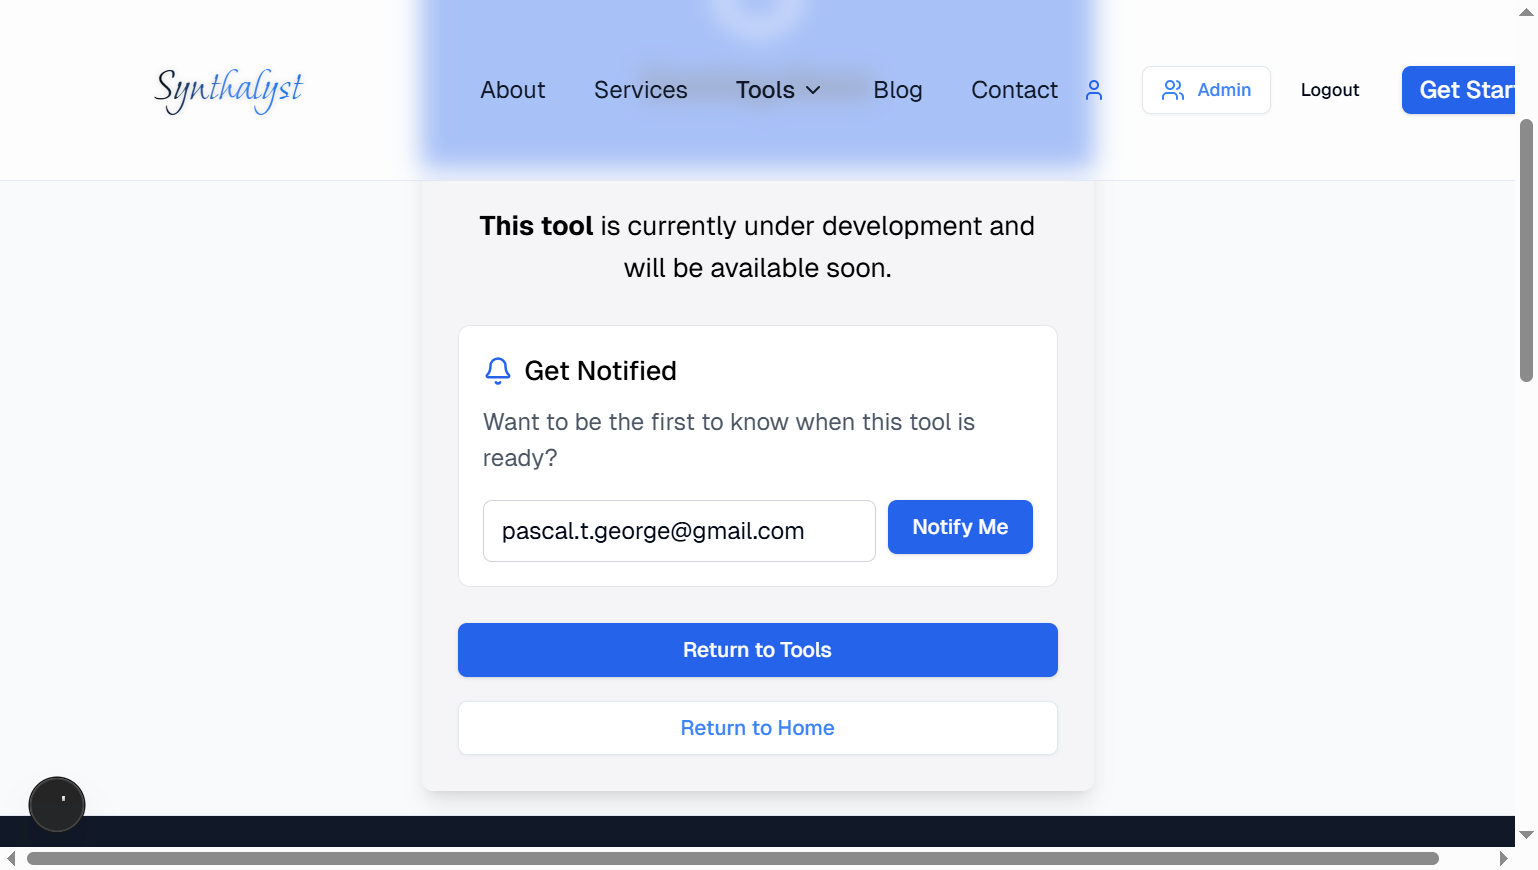 Synthalyst
About Services Tools Blog Contact Admin Logout Get Star
This tool is currently under development and
will be available soon.
Get Notified
Want to be the first to know when this tool is
ready?
pascal.t.george@gmail.com Notify Me
Return to Tools
Return to Home